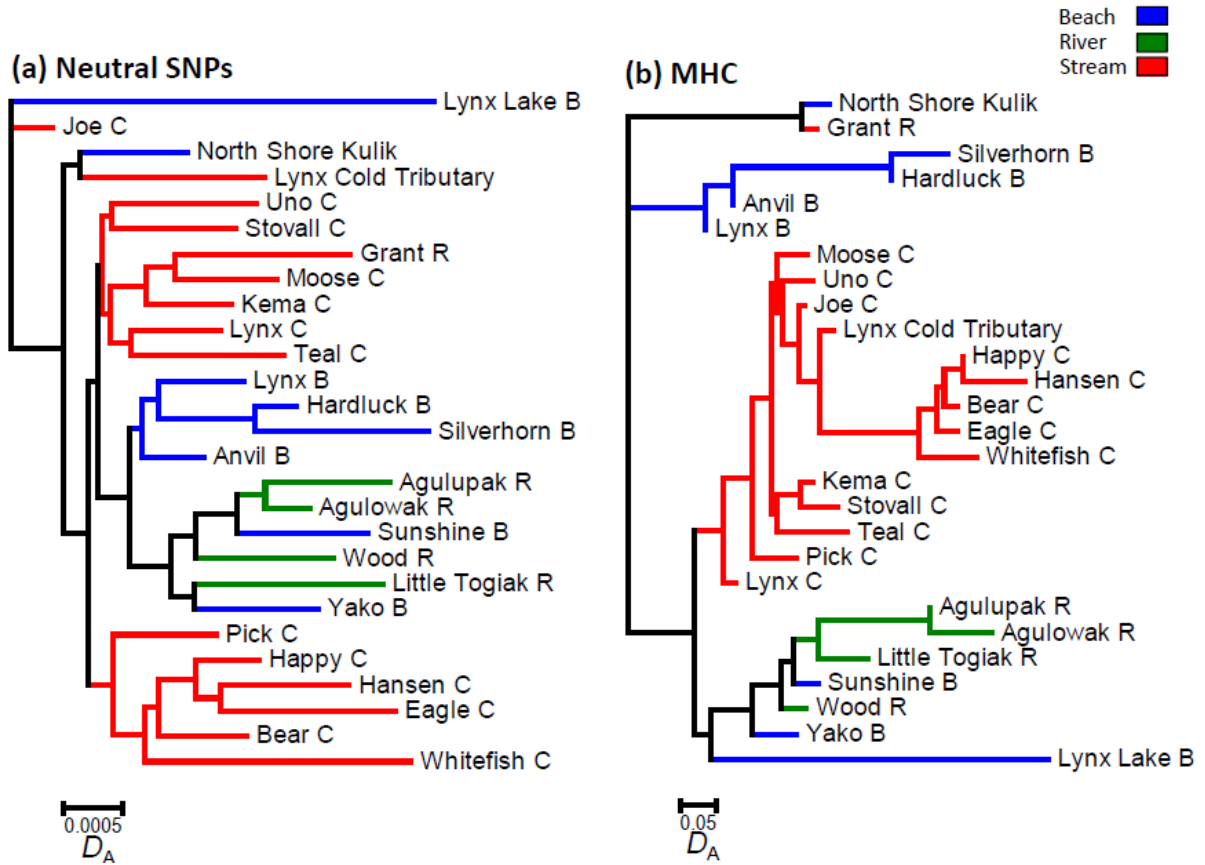 Beach
River
Stream
(a) Neutral SNPs
Lynx Lake B
Joe C
North Shore Kulik
Lynx Cold Tributary
Uno C
Stovall C
Grant R
Moose C
Kema C
Lynx C
Teal C
Lynx B
Hardluck B
Silverhorn B
Anvil B
Agulupak R
Agulowak R
Sunshine B
Wood R
Little Togiak R
Yako B
Pick C
Happy C
Hansen C
Eagle C
Bear C
Whitefish C
0.0005
DA
(b) MHC
North Shore Kulik
Grant R
Silverhorn B
Hardluck B
Anvil B
Lynx B
Moose C
Uno C
Joe C
Lynx Cold Tributary
Happy C
Hansen C
Bear C
Eagle C
Whitefish C
Kema C
Stovall C
Teal C
Pick C
Lynx C
Agulupak R
Agulowak R
Little Togiak R
Sunshine B
Wood R
Yako B
Lynx Lake B
0.05
DA